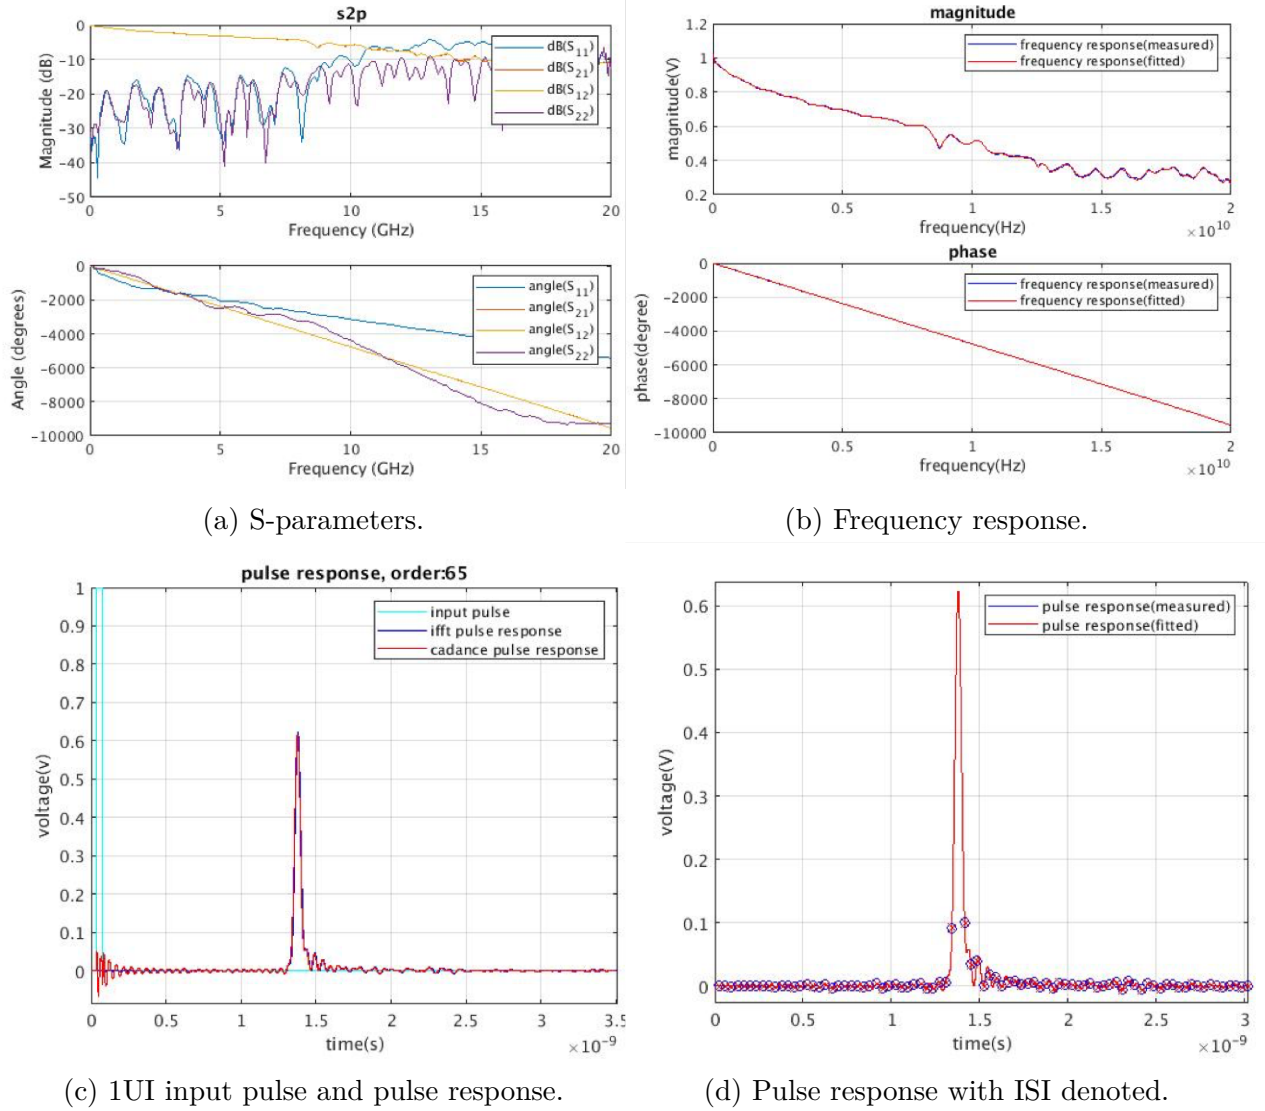 s2p
0
-10
-20
-30
-40
-50
Magnitude (dB)
dB(S11)
dB(S21)
dB(S12)
dB(S22)
0 5 10 15 20
Frequency (GHz)
0
-2000
-4000
-6000
-8000
-10000
Angle (degrees)
angle(S11)
angle(S21)
angle(S12)
angle(S22)
0 5 10 15 20
Frequency (GHz)
(a) S-parameters.
magnitude
1.2
1
0.8
0.6
0.4
0.2
magnitude(V)
frequency response(measured)
frequency response(fitted)
0 0.5 1 1.5 2
frequency(Hz)
×10^10
phase
0
-2000
-4000
-6000
-8000
-10000
phase(degree)
frequency response(measured)
frequency response(fitted)
0 0.5 1 1.5 2
frequency(Hz)
×10^10
(b) Frequency response.
pulse response, order:65
1
0.9
0.8
0.7
0.6
0.5
0.4
0.3
0.2
0.1
0
voltage(v)
input pulse
ifft pulse response
cadance pulse response
0 0.5 1 1.5 2 2.5 3 3.5
time(s)
×10^-9
(c) 1UI input pulse and pulse response.
0.6
0.5
0.4
0.3
0.2
0.1
0
voltage(V)
pulse response(measured)
pulse response(fitted)
0 0.5 1 1.5 2 2.5 3
time(s)
×10^-9
(d) Pulse response with ISI denoted.